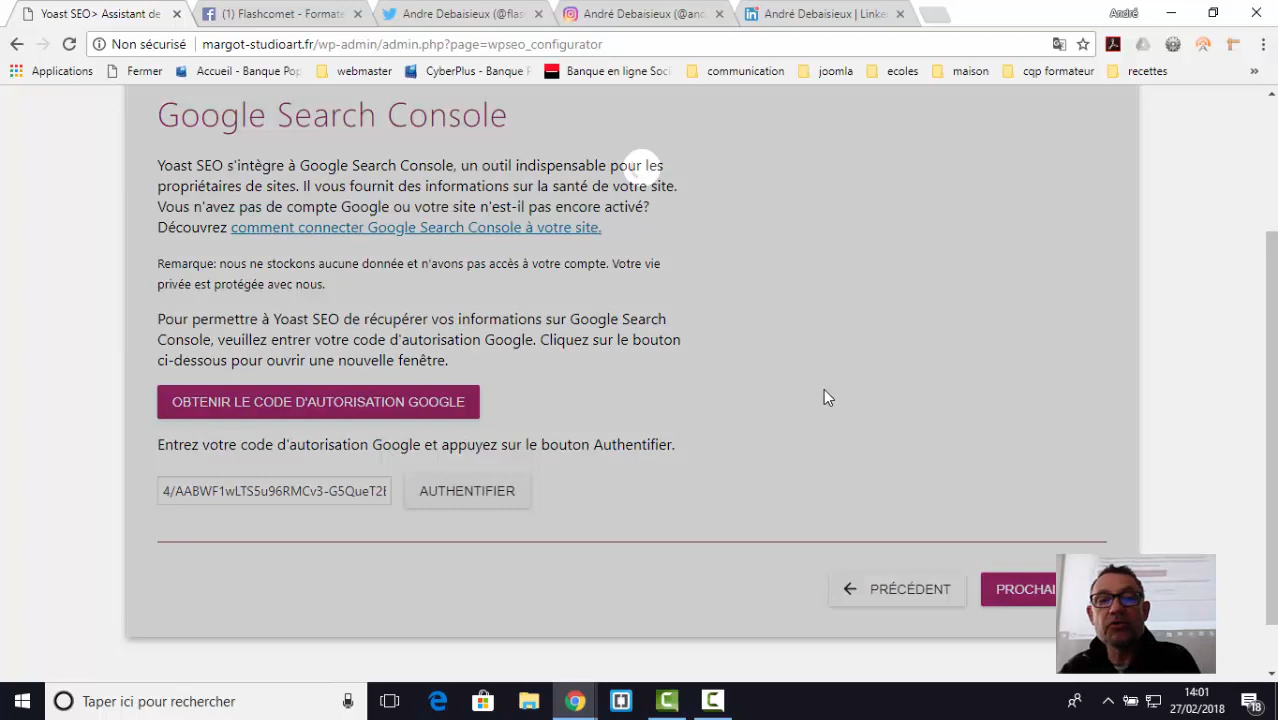 Yoast SEO> Assistant de
(1) Flashcomet - Formate
Andre Debaisieux (@flas
André Debaisieux (@and
André Debaisieux | Linke
André
Non sécurisé
margot-studioart.fr/wp-admin/admin.php?page=wpseo_configurator
Applications
Fermer
Accueil - Banque Pop
webmaster
CyberPlus - Banque P
Banque en ligne Soci
communication
joomla
ecoles
maison
cqp formateur
recettes
»
Google Search Console
Yoast SEO s'intègre à Google Search Console, un outil indispensable pour les
propriétaires de sites. Il vous fournit des informations sur la santé de votre site.
Vous n'avez pas de compte Google ou votre site n'est-il pas encore activé?
Découvrez comment connecter Google Search Console à votre site.
Remarque: nous ne stockons aucune donnée et n'avons pas accès à votre compte. Votre vie
privée est protégée avec nous.
Pour permettre à Yoast SEO de récupérer vos informations sur Google Search
Console, veuillez entrer votre code d'autorisation Google. Cliquez sur le bouton
ci-dessous pour ouvrir une nouvelle fenêtre.
OBTENIR LE CODE D'AUTORISATION GOOGLE
Entrez votre code d'autorisation Google et appuyez sur le bouton Authentifier.
4/AABWF1wLTS5u96RMCv3-G5QueT2E
AUTHENTIFIER
PRÉCÉDENT
PROCHAI
Taper ici pour rechercher
14:01
27/02/2018
18